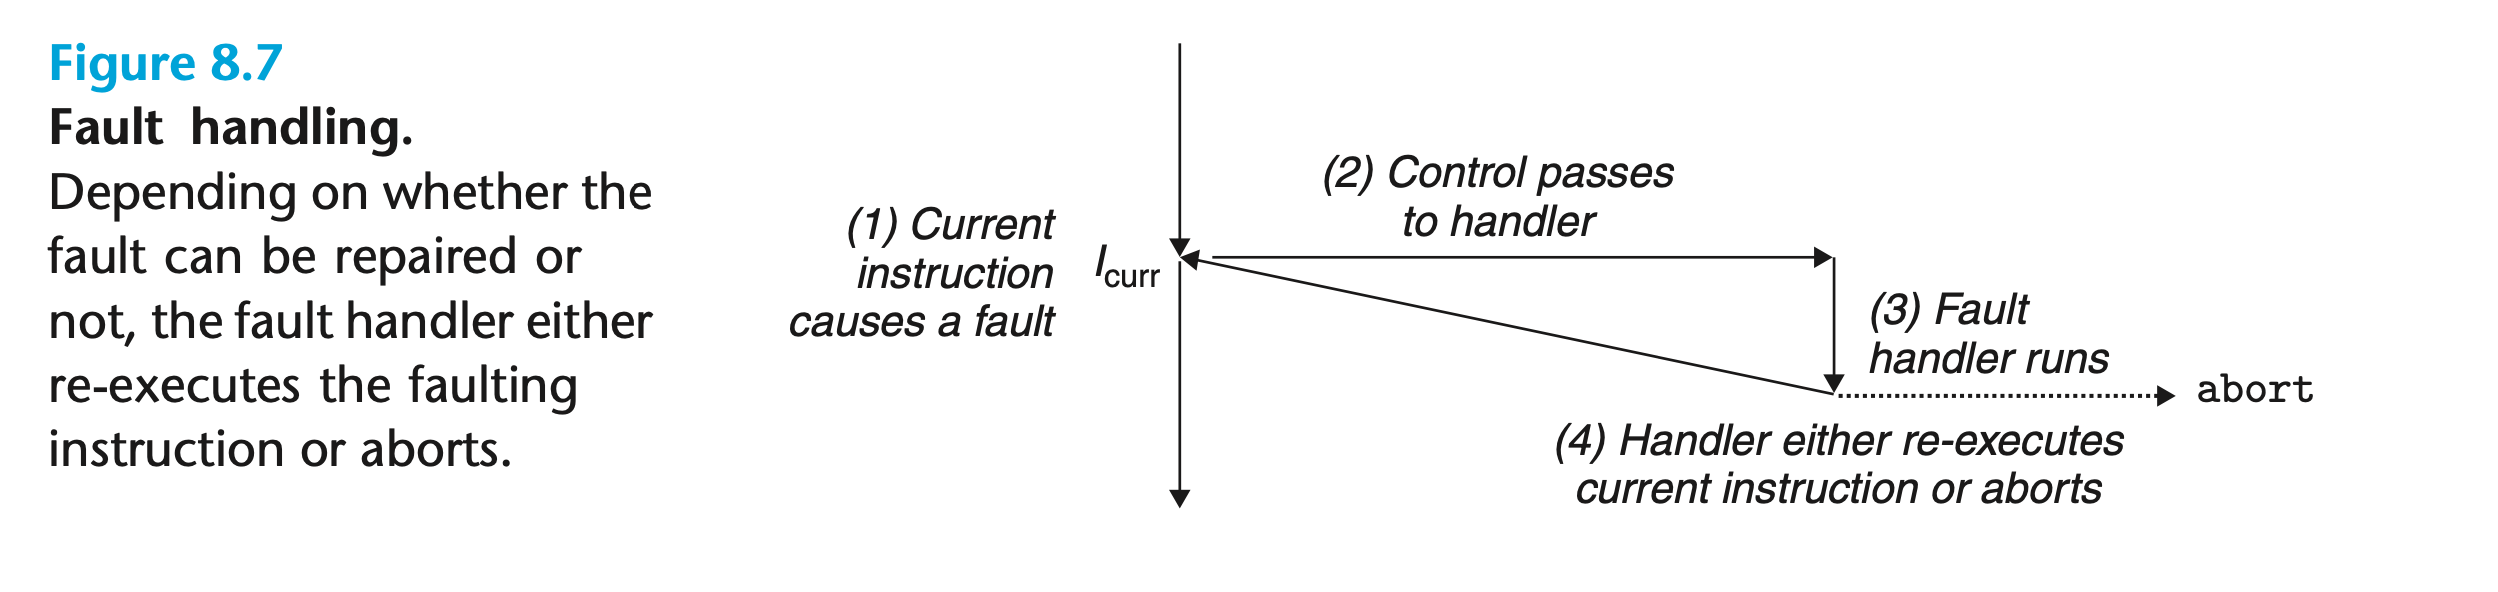 Figure 8.7
Fault handling.
Depending on whether the
fault can be repaired or
not, the fault handler either
re-executes the faulting
instruction or aborts.
(1) Current
instruction
causes a fault
Icurr
(2) Control passes
to handler
(3) Fault
handler runs
abort
(4) Handler either re-executes
current instruction or aborts